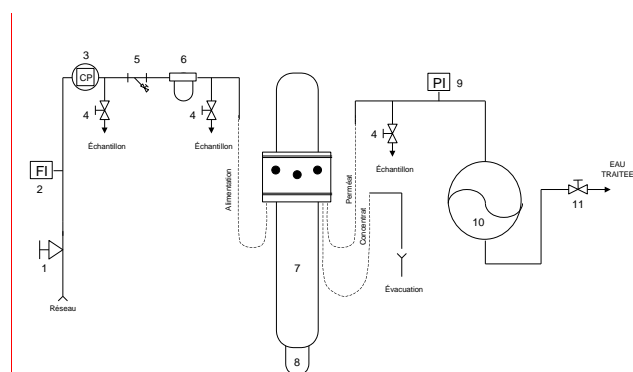 3
5
6
CP
PI
9
4
4
4
Échantillon
Échantillon
Échantillon
FI
2
Alimentation
Perméat
Concentrat
EAU
TRAITEE
10
11
1
7
Réseau
Évacuation
8